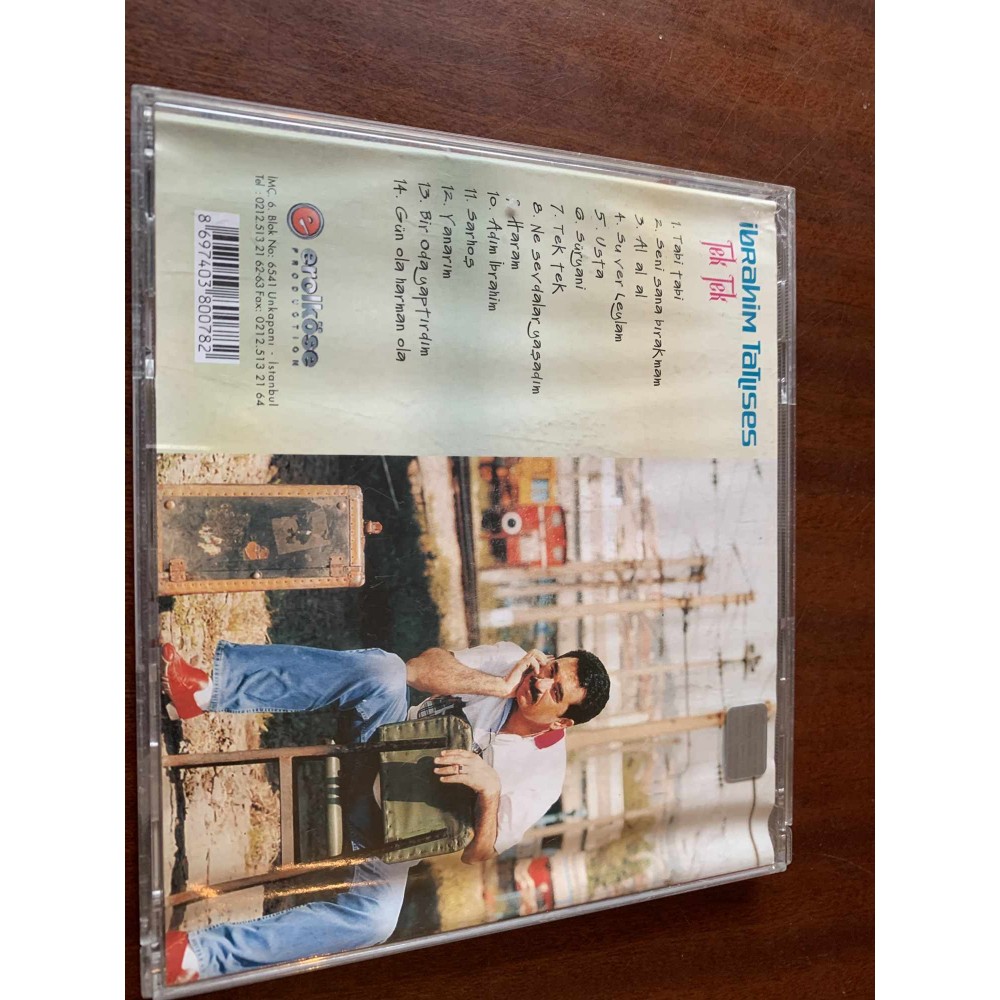 ibrahim Tatlıses
Tek Tek
1. Tabi tabi
2. Seni sana bırakmam
3. Al al al
4. Su ver Leylam
5. Usta
6. Süryani
7. Tek tek
8. Ne sevdalar yaşadım
Haram
10. Adım İbrahim
11. Sarhoş
12. Yanarım
13. Bir oda yaptırdım
14. Gün ola harman ola
erolköse
PRODUCTION
İMÇ. 6. Blok No: 6541 Unkapanı - İstanbul
Tel : 0212.513 21 62-63 Fax: 0212.513 21 64
8 697403 800782